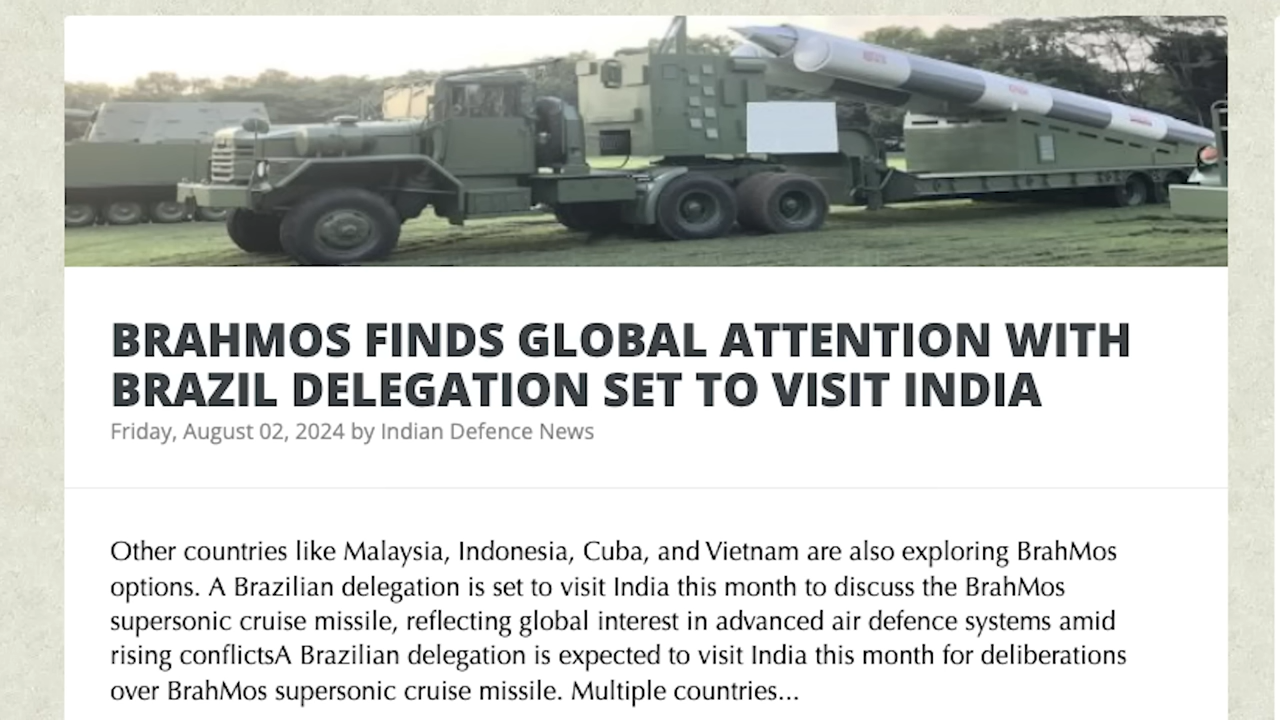 BRAHMOS FINDS GLOBAL ATTENTION WITH
BRAZIL DELEGATION SET TO VISIT INDIA
Friday, August 02, 2024 by Indian Defence News
Other countries like Malaysia, Indonesia, Cuba, and Vietnam are also exploring BrahMos
options. A Brazilian delegation is set to visit India this month to discuss the BrahMos
supersonic cruise missile, reflecting global interest in advanced air defence systems amid
rising conflictsA Brazilian delegation is expected to visit India this month for deliberations
over BrahMos supersonic cruise missile. Multiple countries...